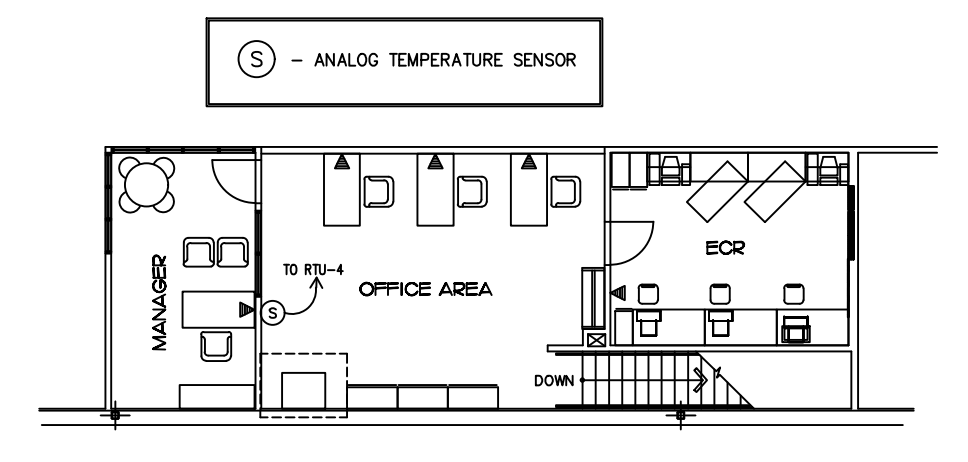 S - ANALOG TEMPERATURE SENSOR
ECR
TO RTU-4
OFFICE AREA
MANAGER
S
DOWN